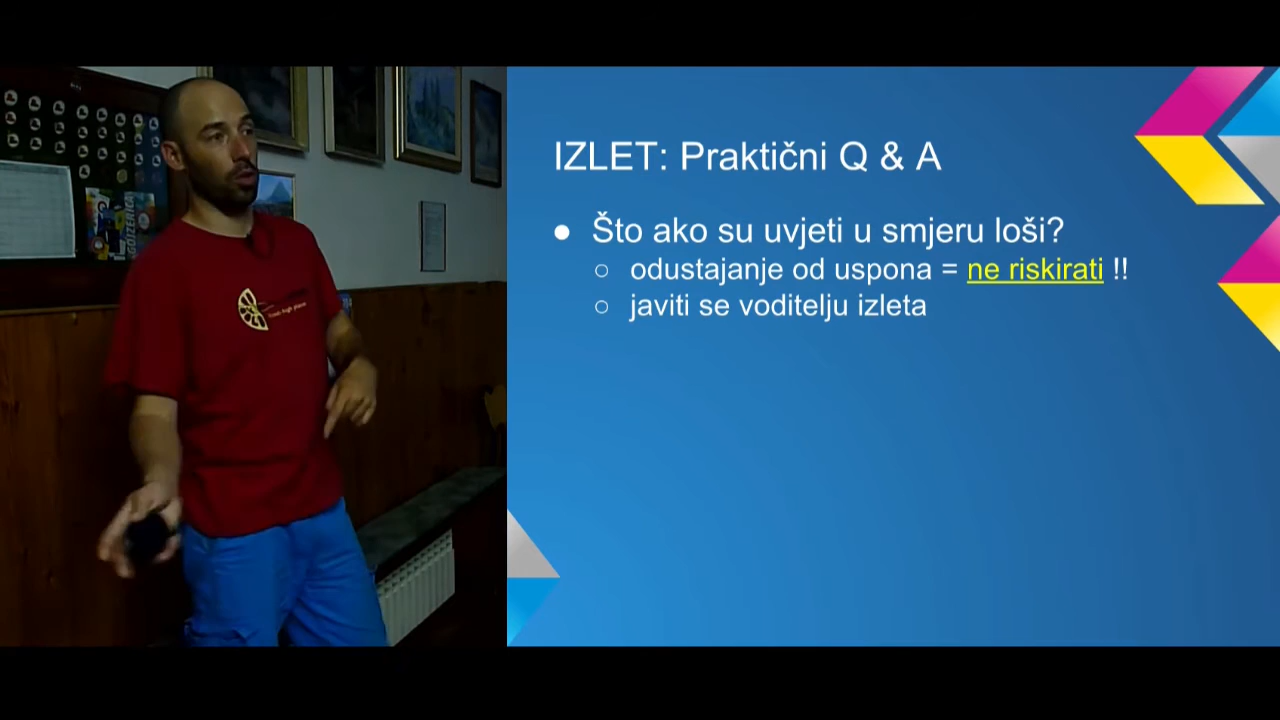 IZLET: Praktični Q & A
● Što ako su uvjeti u smjeru loši?
○ odustajanje od uspona = ne riskirati !!
○ javiti se voditelju izleta